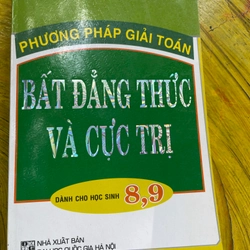 PHƯƠNG PHÁP GIẢI TOÁN
BẤT ĐẲNG THỨC
VÀ CỰC TRỊ
DÀNH CHO HỌC SINH 8,9
NHÀ XUẤT BẢN
ĐẠI HỌC QUỐC GIA HÀ NỘI